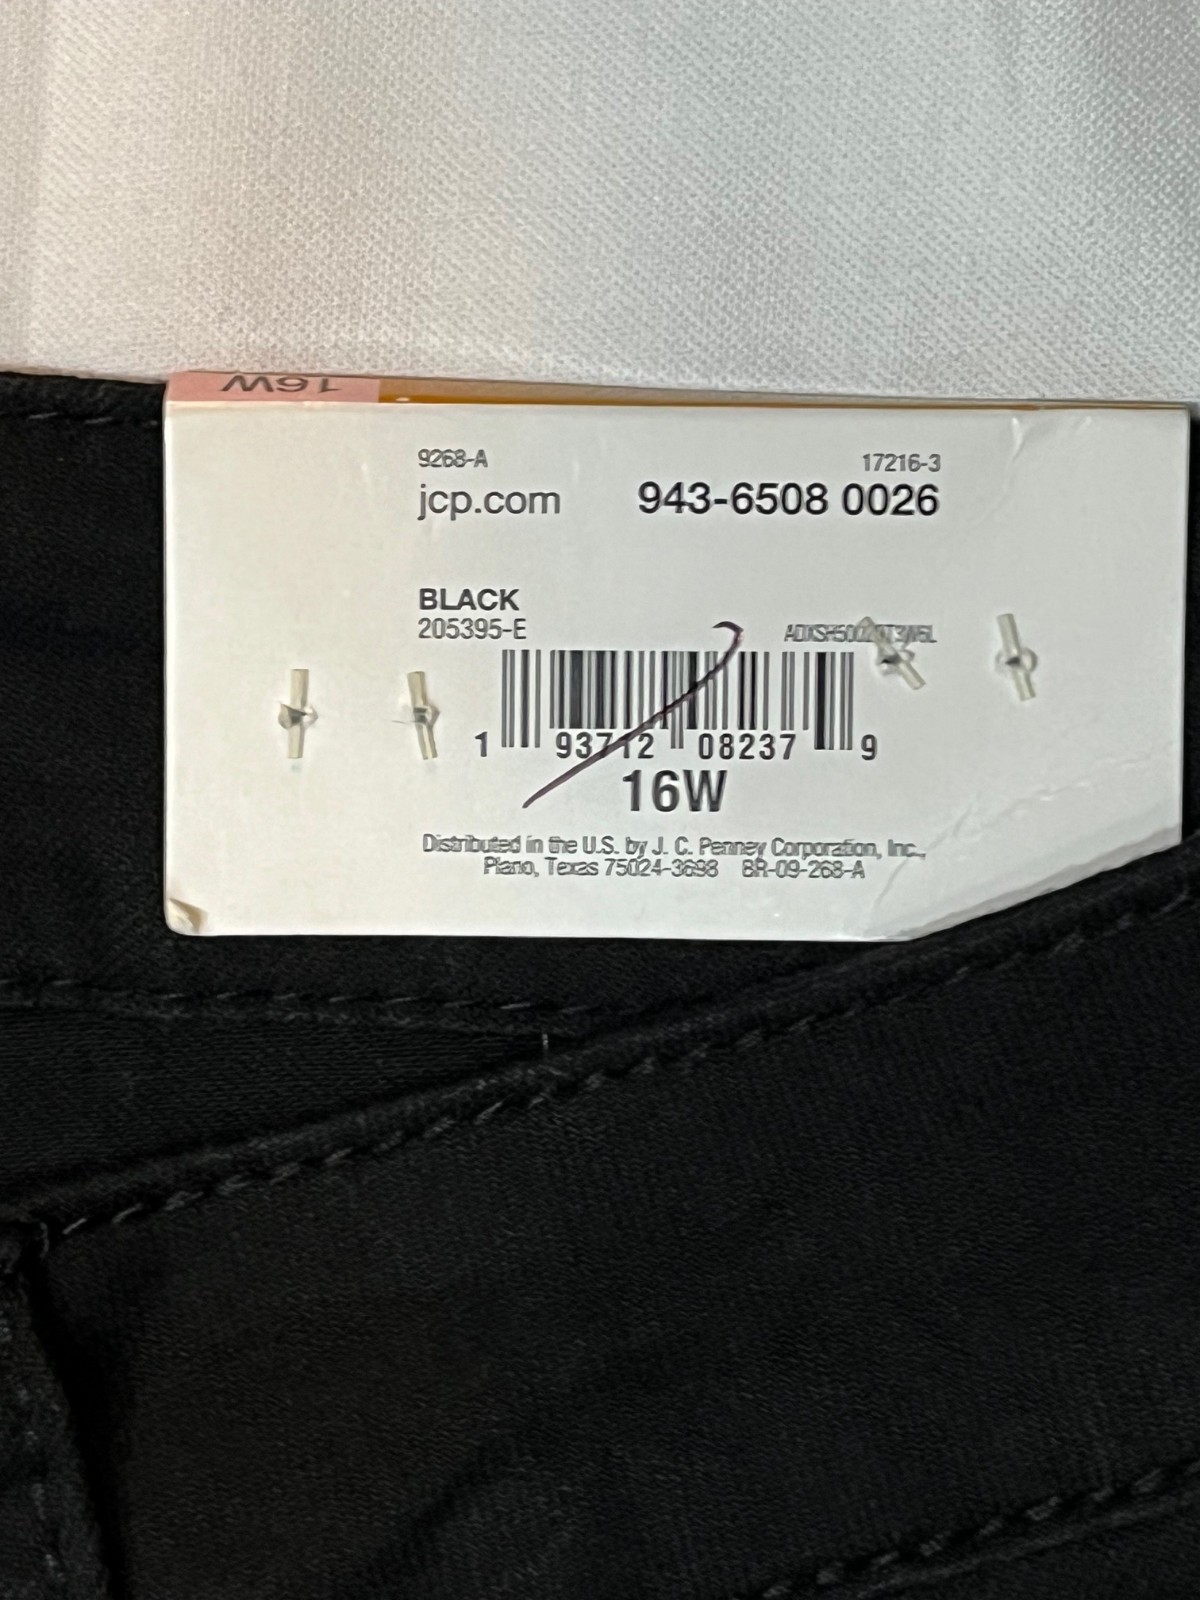 16W
9268-A 17216-3
jcp.com 943-6508 0026
BLACK
205395-E
1 93712 08237 9
16W
Distributed in the U.S. by J. C. Penney Corporation, Inc.,
Plano, Texas 75024-3698 BR-09-268-A